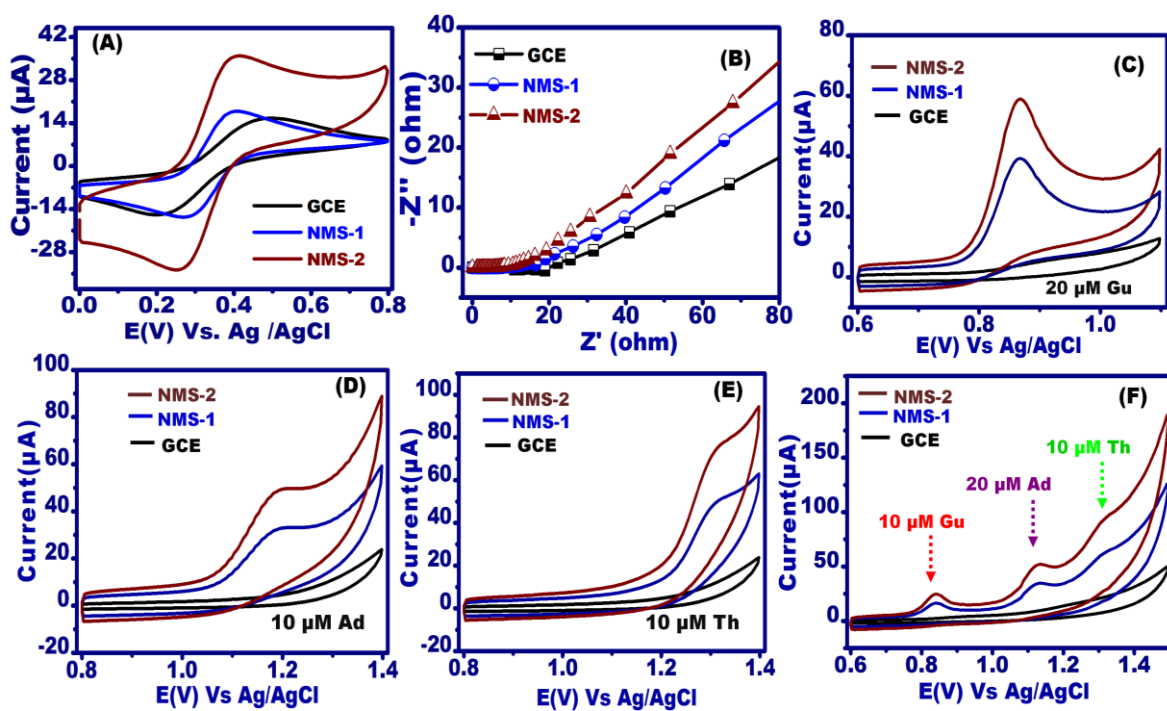 (A)
Current (µA)
42
28
14
0
-14
-28
GCE
NMS-1
NMS-2
0.0 0.2 0.4 0.6 0.8
E(V) Vs. Ag /AgCl
(B)
-Z'' (ohm)
40
30
20
10
0
GCE
NMS-1
NMS-2
0 20 40 60 80
Z' (ohm)
(C)
Current(µA)
80
60
40
20
0
NMS-2
NMS-1
GCE
20 µM Gu
0.6 0.8 1.0
E(V) Vs Ag/AgCl
(D)
Current(µA)
100
80
60
40
20
0
-20
NMS-2
NMS-1
GCE
10 µM Ad
0.8 1.0 1.2 1.4
E(V) Vs Ag/AgCl
(E)
Current(µA)
100
80
60
40
20
0
-20
NMS-2
NMS-1
GCE
10 µM Th
0.8 1.0 1.2 1.4
E(V) Vs Ag/AgCl
(F)
Current(µA)
200
150
100
50
0
NMS-2
NMS-1
GCE
10 µM Th
20 µM Ad
10 µM Gu
0.6 0.8 1.0 1.2 1.4
E(V) Vs Ag/AgCl